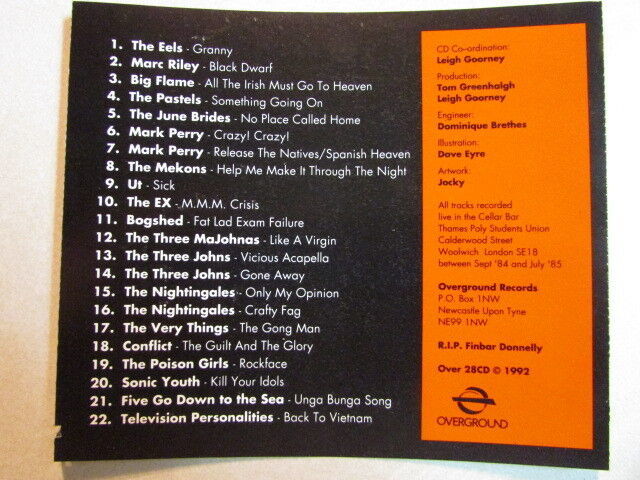 1. The Eels - Granny
2. Marc Riley - Black Dwarf
3. Big Flame - All The Irish Must Go To Heaven
4. The Pastels - Something Going On
5. The June Brides - No Place Called Home
6. Mark Perry - Crazy! Crazy!
7. Mark Perry - Release The Natives/Spanish Heaven
8. The Mekons - Help Me Make It Through The Night
9. Ut - Sick
10. The EX - M.M.M. Crisis
11. Bogshed - Fat Lad Exam Failure
12. The Three MaJohnas - Like A Virgin
13. The Three Johns - Vicious Acapella
14. The Three Johns - Gone Away
15. The Nightingales - Only My Opinion
16. The Nightingales - Crafty Fag
17. The Very Things - The Gong Man
18. Conflict - The Guilt And The Glory
19. The Poison Girls - Rockface
20. Sonic Youth - Kill Your Idols
21. Five Go Down to the Sea - Unga Bunga Song
22. Television Personalities - Back To Vietnam
CD Co-ordination:
Leigh Goorney
Production:
Tom Greenhalgh
Leigh Goorney
Engineer:
Dominique Brethes
Illustration:
Dave Eyre
Artwork:
Jocky
All tracks recorded
live in the Cellar Bar
Thames Poly Students Union
Calderwood Street
Woolwich London SE18
between Sept '84 and July '85
Overground Records
P.O. Box 1NW
Newcastle Upon Tyne
NE99 1NW
R.I.P. Finbar Donnelly
Over 28CD © 1992
OVERGROUND